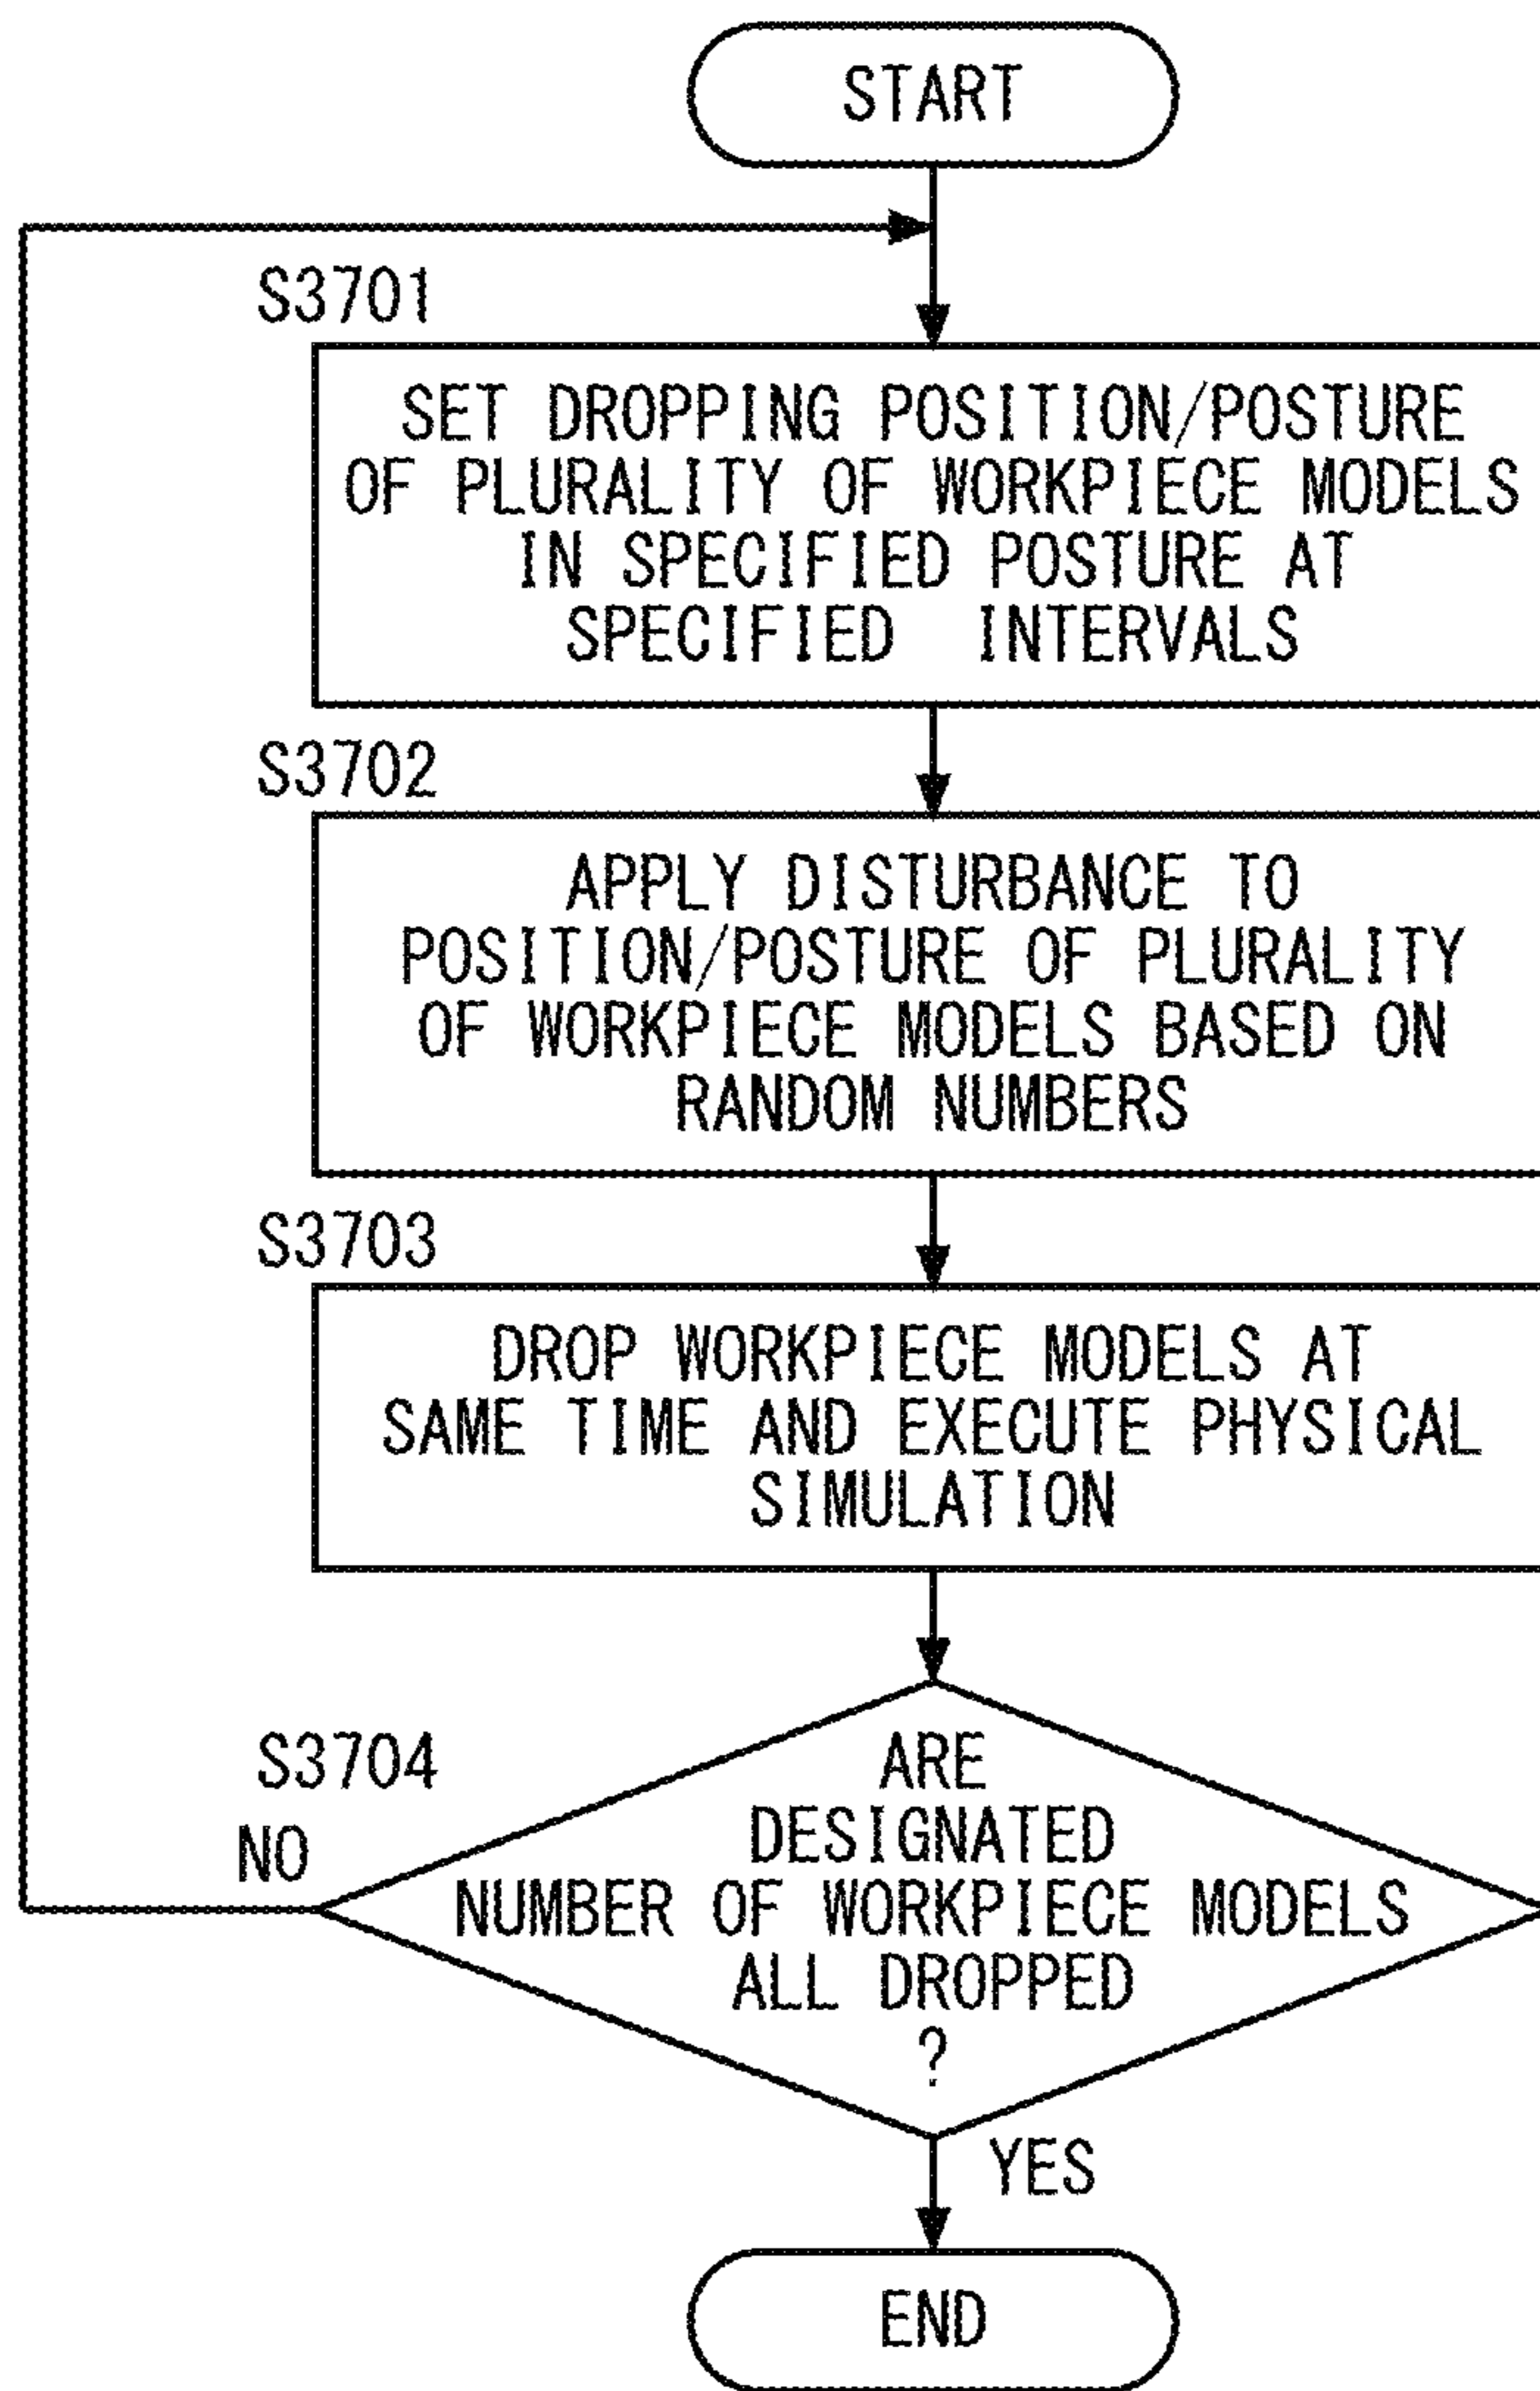 START
S3701
SET DROPPING POSITION/POSTURE
OF PLURALITY OF WORKPIECE MODELS
IN SPECIFIED POSTURE AT
SPECIFIED INTERVALS
S3702
APPLY DISTURBANCE TO
POSITION/POSTURE OF PLURALITY
OF WORKPIECE MODELS BASED ON
RANDOM NUMBERS
S3703
DROP WORKPIECE MODELS AT
SAME TIME AND EXECUTE PHYSICAL
SIMULATION
S3704
ARE
DESIGNATED
NUMBER OF WORKPIECE MODELS
ALL DROPPED
?
NO
YES
END